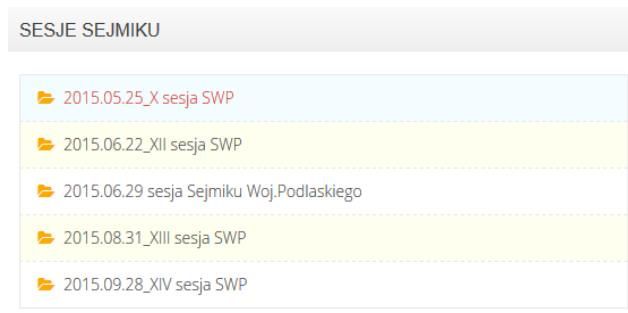 SESJE SEJMIKU
2015.05.25_X sesja SWP
2015.06.22_XII sesja SWP
2015.06.29 sesja Sejmiku Woj.Podlaskiego
2015.08.31_XIII sesja SWP
2015.09.28_XIV sesja SWP